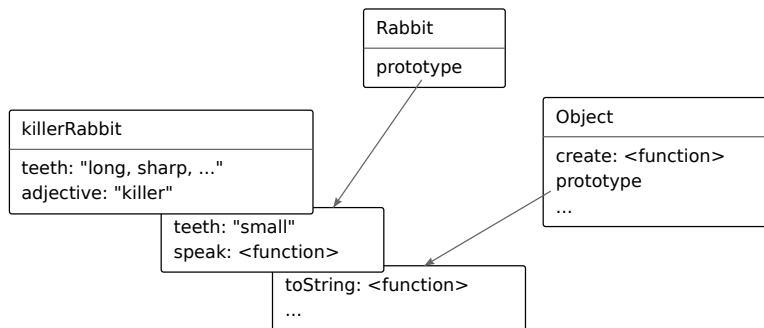 Rabbit
prototype
killerRabbit
teeth: "long, sharp, ..."
adjective: "killer"
Object
create: <function>
prototype
...
teeth: "small"
speak: <function>
toString: <function>
...